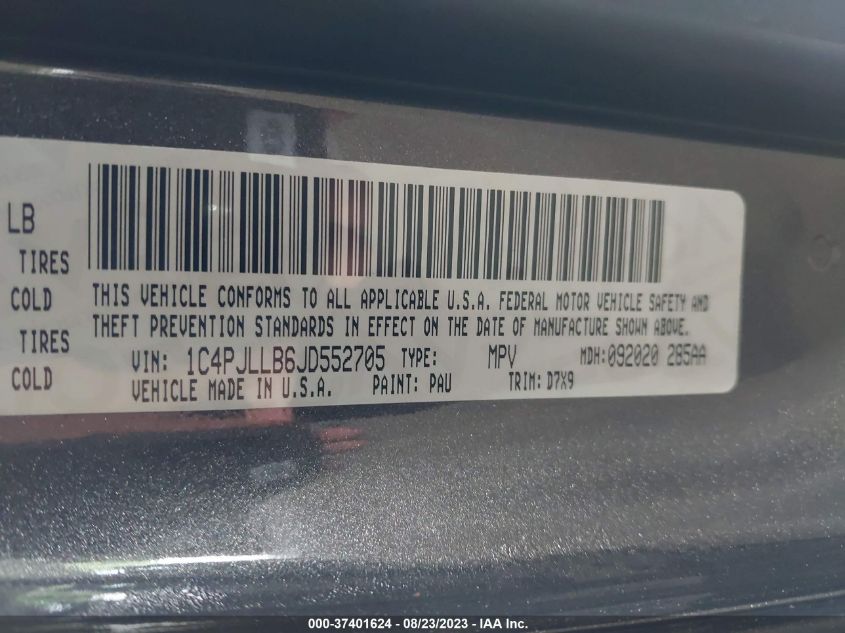 LB
TIRES
COLD
TIRES
COLD
THIS VEHICLE CONFORMS TO ALL APPLICABLE U.S.A. FEDERAL MOTOR VEHICLE SAFETY AND
THEFT PREVENTION STANDARDS IN EFFECT ON THE DATE OF MANUFACTURE SHOWN ABOVE.
VIN: 1C4PJLLB6JD552705 TYPE: MPV MDH:092020 285AA
VEHICLE MADE IN U.S.A. PAINT: PAU TRIM: D7X9
000-37401624 - 08/23/2023 - IAA Inc.